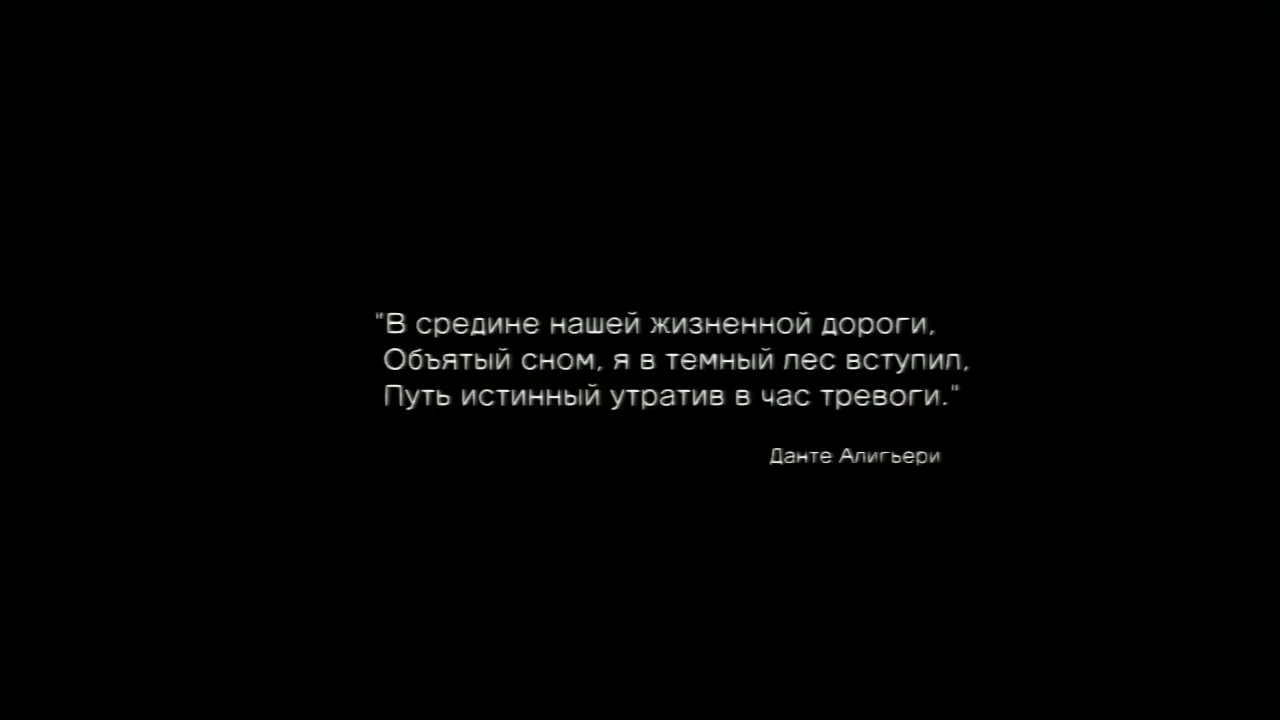 "В средине нашей жизненной дороги,
Объятый сном, я в темный лес вступил,
Путь истинный утратив в час тревоги."
Данте Алигьери